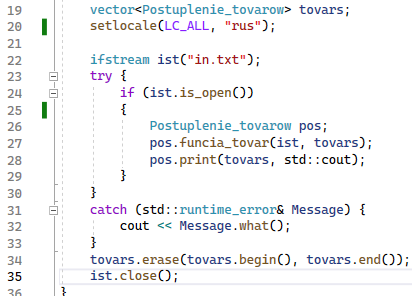 19 vector<Postuplenie_tovarow> tovars;
20 setlocale(LC_ALL, "rus");
21
22 ifstream ist("in.txt");
23 try {
24 if (ist.is_open())
25 {
26 Postuplenie_tovarow pos;
27 pos.funcia_tovar(ist, tovars);
28 pos.print(tovars, std::cout);
29 }
30 }
31 catch (std::runtime_error& Message) {
32 cout << Message.what();
33 }
34 tovars.erase(tovars.begin(), tovars.end());
35 ist.close();
36 }